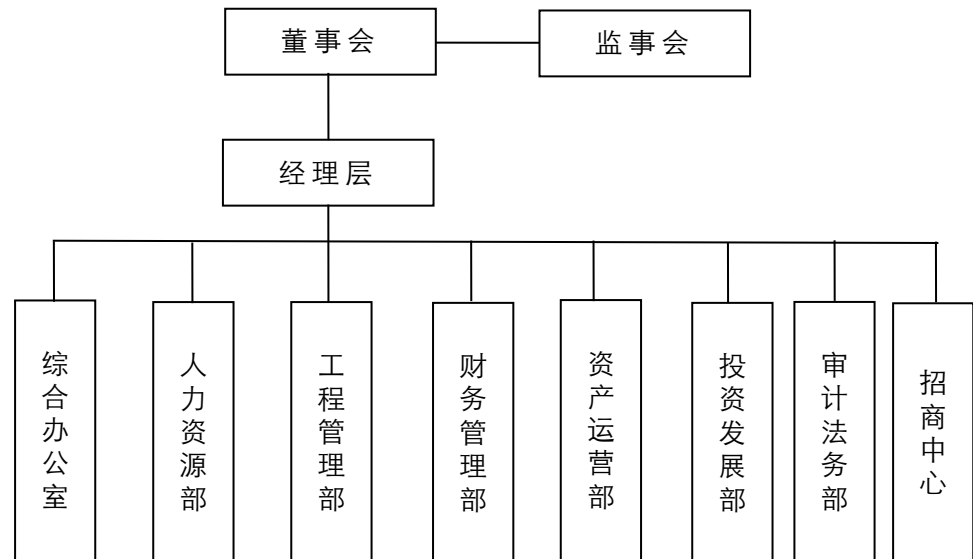 董事会
监事会
经理层
综合办公室
人力资源部
工程管理部
财务管理部
资产运营部
投资发展部
审计法务部
招商中心